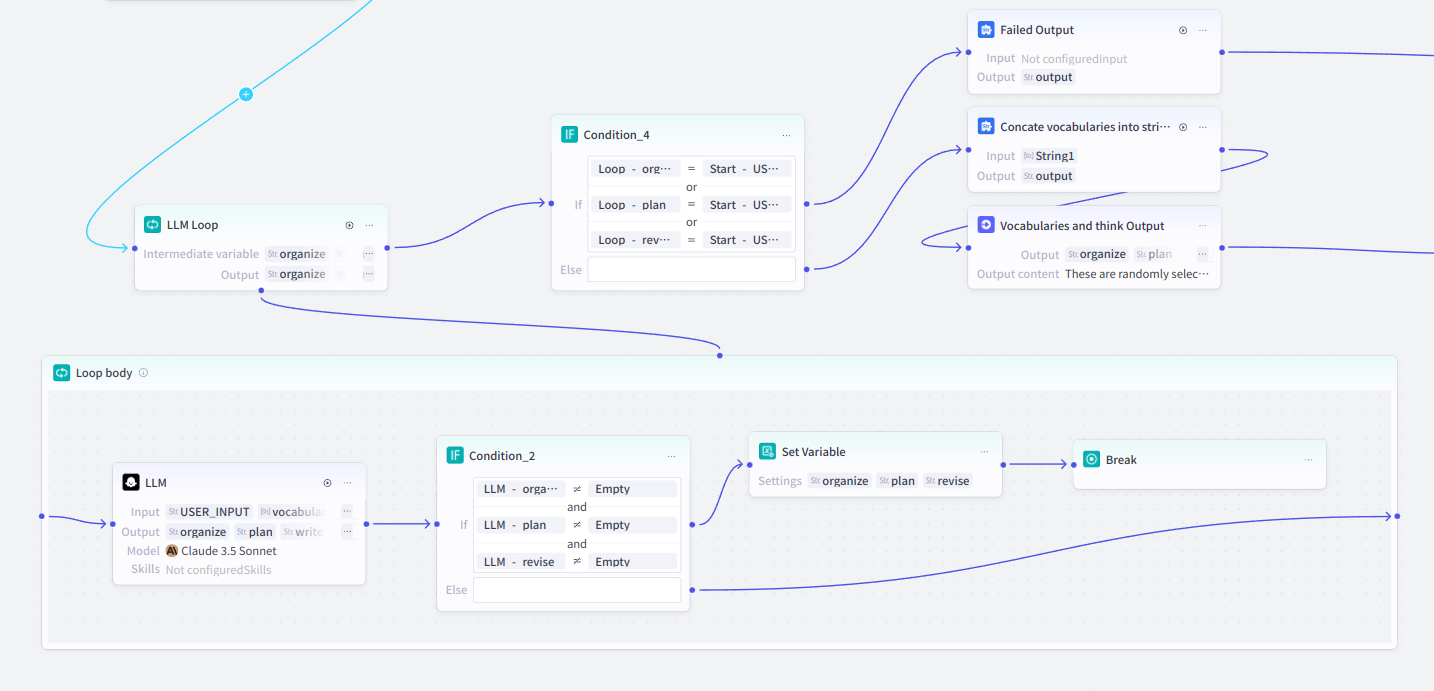 Failed Output
Input Not configuredInput
Output Str. output
Concate vocabularies into stri···
Input String1
Output Str. output
Vocabularies and think Output
Output Str. organize Str. plan
Output content These are randomly selec···
IF Condition_4
If
Loop - org··· = Start - US···
or
Loop - plan = Start - US···
or
Loop - rev··· = Start - US···
Else
LLM Loop
Intermediate variable Str. organize
Output Str. organize
Loop body
LLM
Input Str. USER_INPUT vocabular
Output Str. organize Str. plan Str. write
Model Claude 3.5 Sonnet
Skills Not configuredSkills
IF Condition_2
If
LLM - orga··· ≠ Empty
and
LLM - plan ≠ Empty
and
LLM - revise ≠ Empty
Else
Set Variable
Settings Str. organize Str. plan Str. revise
Break